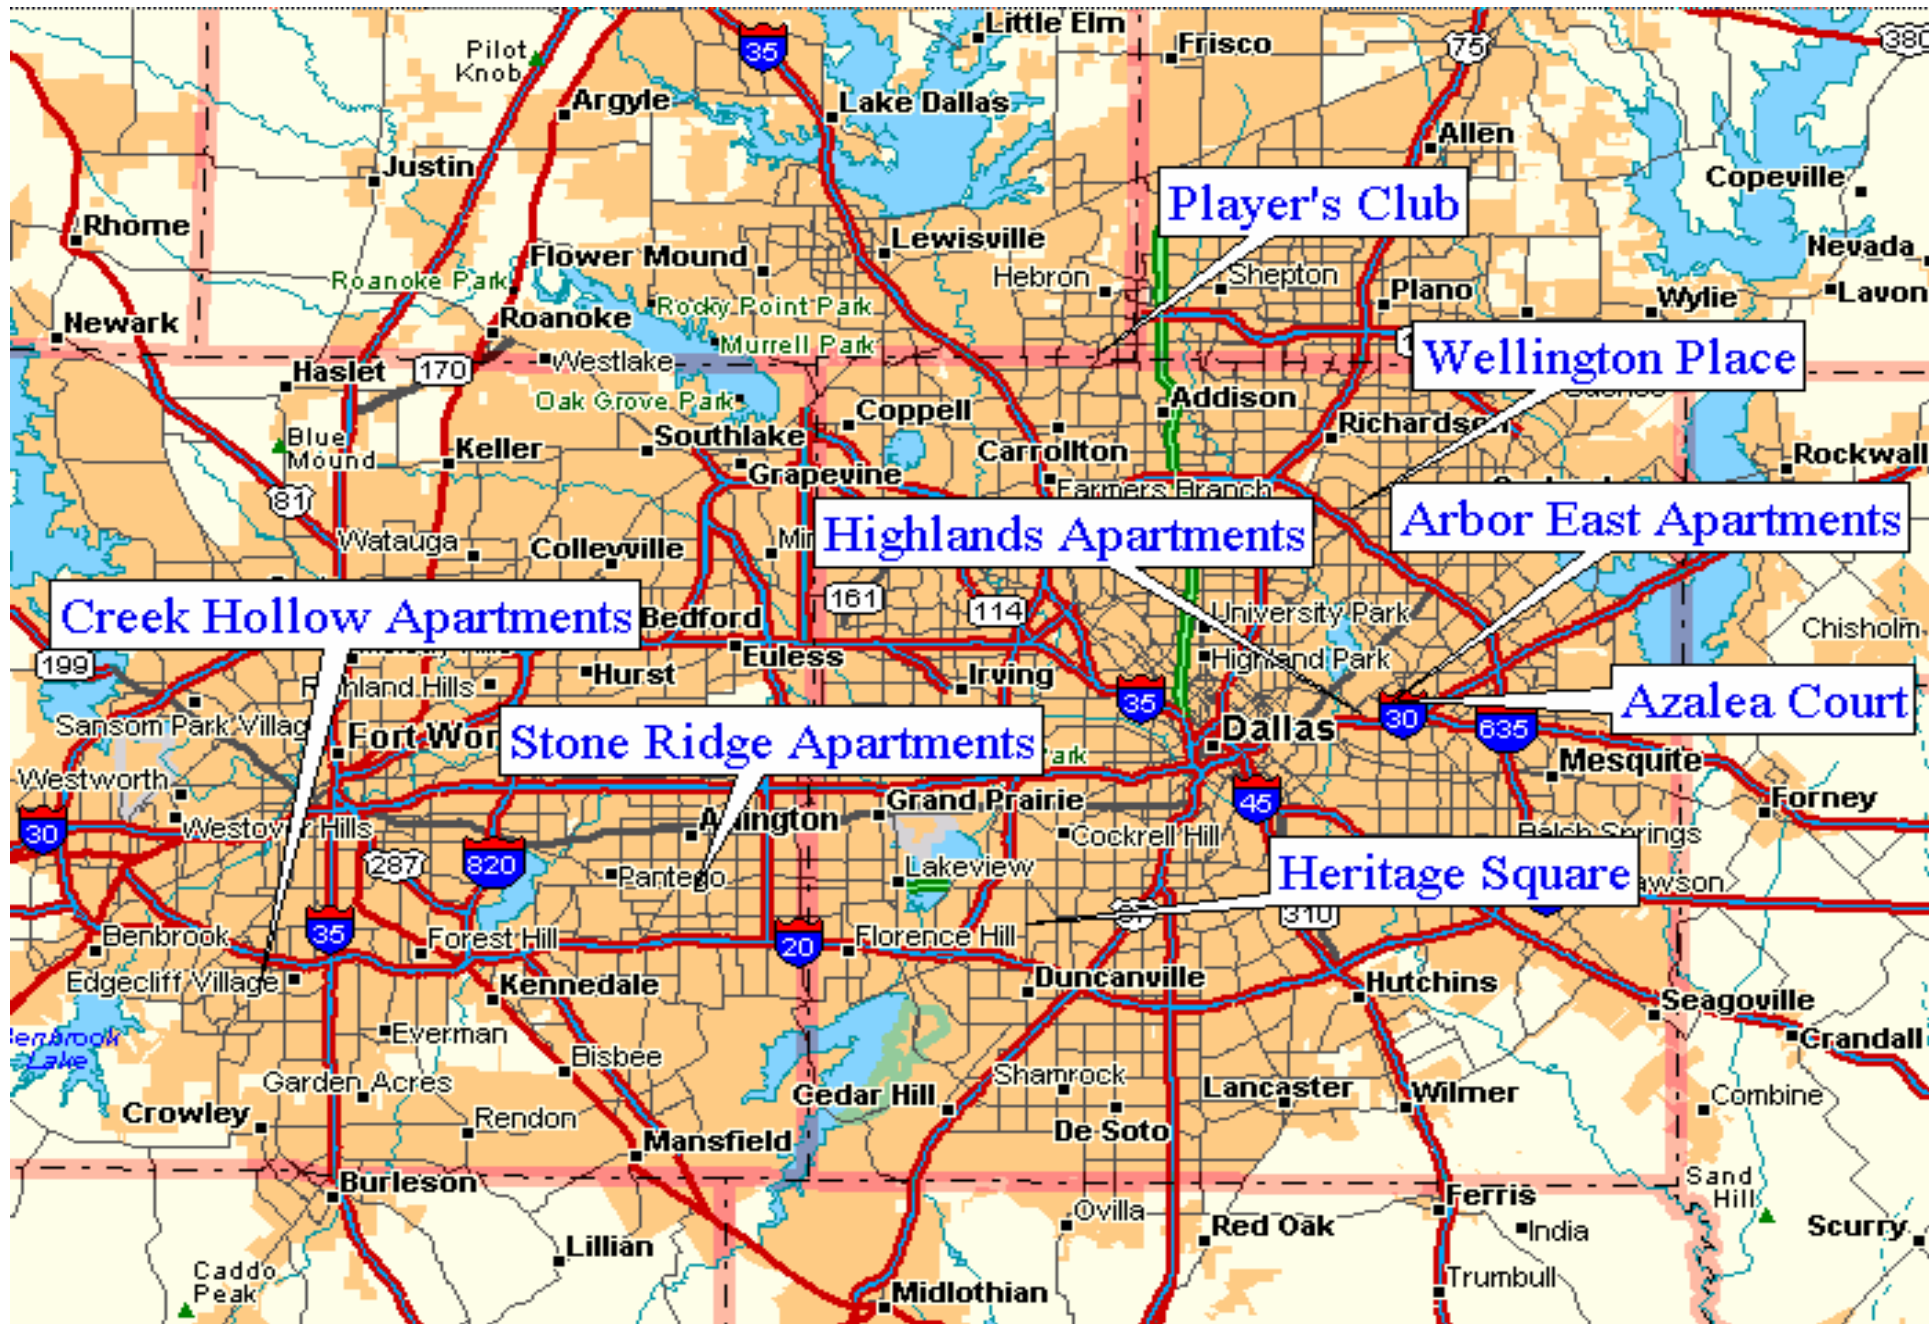 Little Elm
Frisco
75
380
35
Pilot
Knob
Argyle
Lake Dallas
Allen
Justin
Copeville
Player's Club
Rhome
Lewisville
Nevada
Flower Mound
Hebron
Shepton
Roanoke Park
Plano
Lavon
Rocky Point Park
Wylie
Newark
Roanoke
Murrell Park
Westlake
Wellington Place
Haslet
170
Oak Grove Park
Addison
Coppell
Richardson
Blue
Mound
Southlake
Keller
Carrollton
Rockwall
Grapevine
Farmers Branch
81
Arbor East Apartments
Highlands Apartments
Watauga
Colleyville
161
114
University Park
Creek Hollow Apartments
Bedford
Chisholm
199
Euless
Highland Park
Hurst
Irving
35
30
635
Azalea Court
Sansom Park
Dallas
Stone Ridge Apartments
Westworth
Mesquite
Grand Prairie
45
Forney
30
Westover Hills
Cockrell Hill
287
820
Lakeview
Pantego
Heritage Square
310
35
Benbrook
Forest Hill
20
Florence Hill
Edgecliff Village
Kennedale
Duncanville
Hutchins
Seagoville
Everman
Crandall
Lake
Bisbee
Garden Acres
Shamrock
Cedar Hill
Lancaster
Wilmer
Combine
Crowley
Rendon
De Soto
Mansfield
Burleson
Sand
Hill
Ferris
Ovilla
Red Oak
India
Scurry
Lillian
Caddo
Peak
Trumbull
Midlothian